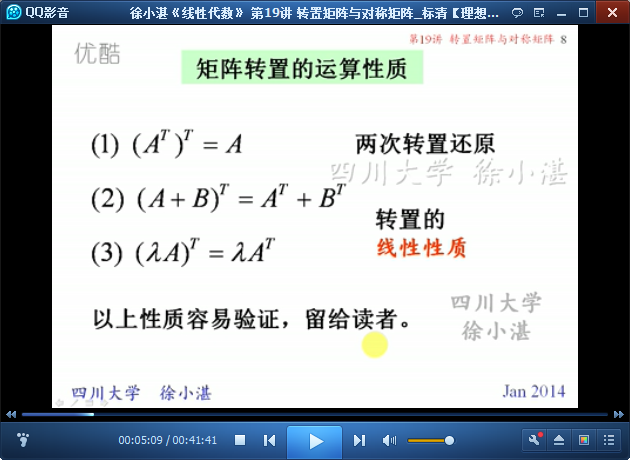 QQ影音
徐小湛《线性代数》 第19讲 转置矩阵与对称矩阵_标清【理想...
优酷
第19讲 转置矩阵与对称矩阵 8
矩阵转置的运算性质
(1) (A^T)^T = A 两次转置还原
四川大学 徐小湛
(2) (A + B)^T = A^T + B^T
转置的
线性性质
(3) (λA)^T = λA^T
以上性质容易验证，留给读者。
四川大学
徐小湛
四川大学 徐小湛
Jan 2014
00:05:09 / 00:41:41